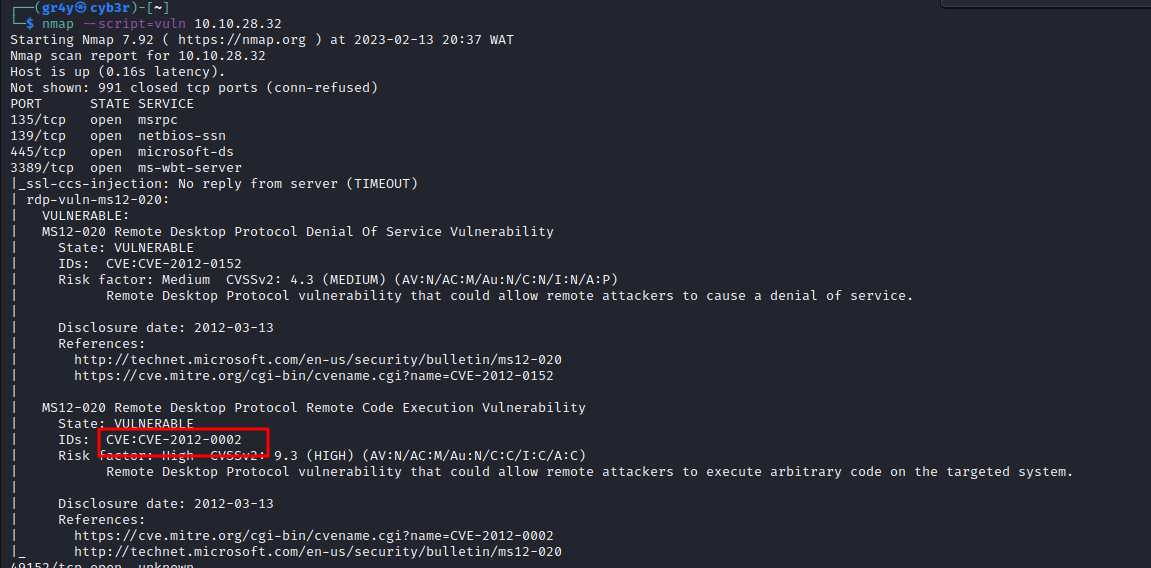 ┌──(gr4y㉿cyb3r)-[~]
└─$ nmap --script=vuln 10.10.28.32
Starting Nmap 7.92 ( https://nmap.org ) at 2023-02-13 20:37 WAT
Nmap scan report for 10.10.28.32
Host is up (0.16s latency).
Not shown: 991 closed tcp ports (conn-refused)
PORT      STATE SERVICE
135/tcp   open  msrpc
139/tcp   open  netbios-ssn
445/tcp   open  microsoft-ds
3389/tcp  open  ms-wbt-server
|_ssl-ccs-injection: No reply from server (TIMEOUT)
| rdp-vuln-ms12-020:
|   VULNERABLE:
|   MS12-020 Remote Desktop Protocol Denial Of Service Vulnerability
|     State: VULNERABLE
|     IDs:  CVE:CVE-2012-0152
|     Risk factor: Medium  CVSSv2: 4.3 (MEDIUM) (AV:N/AC:M/Au:N/C:N/I:N/A:P)
|           Remote Desktop Protocol vulnerability that could allow remote attackers to cause a denial of service.
|
|     Disclosure date: 2012-03-13
|     References:
|       http://technet.microsoft.com/en-us/security/bulletin/ms12-020
|       https://cve.mitre.org/cgi-bin/cvename.cgi?name=CVE-2012-0152
|
|   MS12-020 Remote Desktop Protocol Remote Code Execution Vulnerability
|     State: VULNERABLE
|     IDs:  CVE:CVE-2012-0002
|     Risk factor: High  CVSSv2: 9.3 (HIGH) (AV:N/AC:M/Au:N/C:C/I:C/A:C)
|           Remote Desktop Protocol vulnerability that could allow remote attackers to execute arbitrary code on the targeted system.
|
|     Disclosure date: 2012-03-13
|     References:
|       https://cve.mitre.org/cgi-bin/cvename.cgi?name=CVE-2012-0002
|_      http://technet.microsoft.com/en-us/security/bulletin/ms12-020
49152/tcp open  unknown